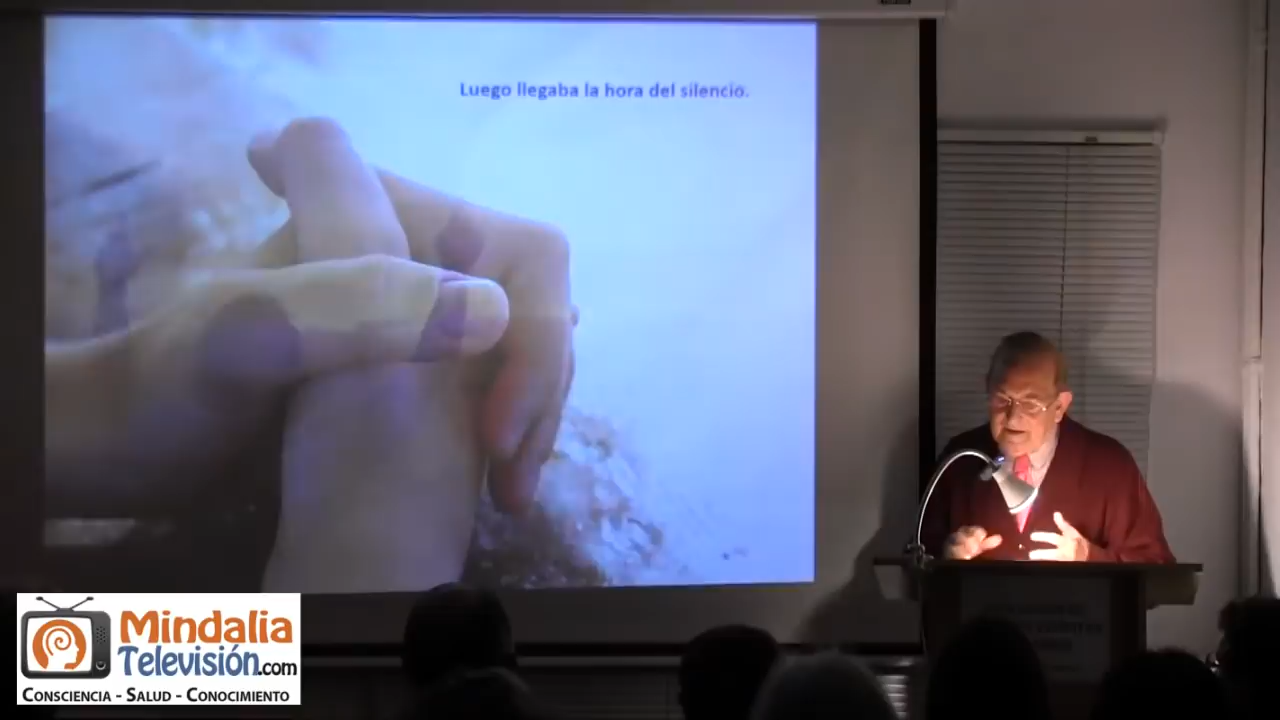 Luego llegaba la hora del silencio.
Mindalia
Televisión.com
Consciencia - Salud - Conocimiento